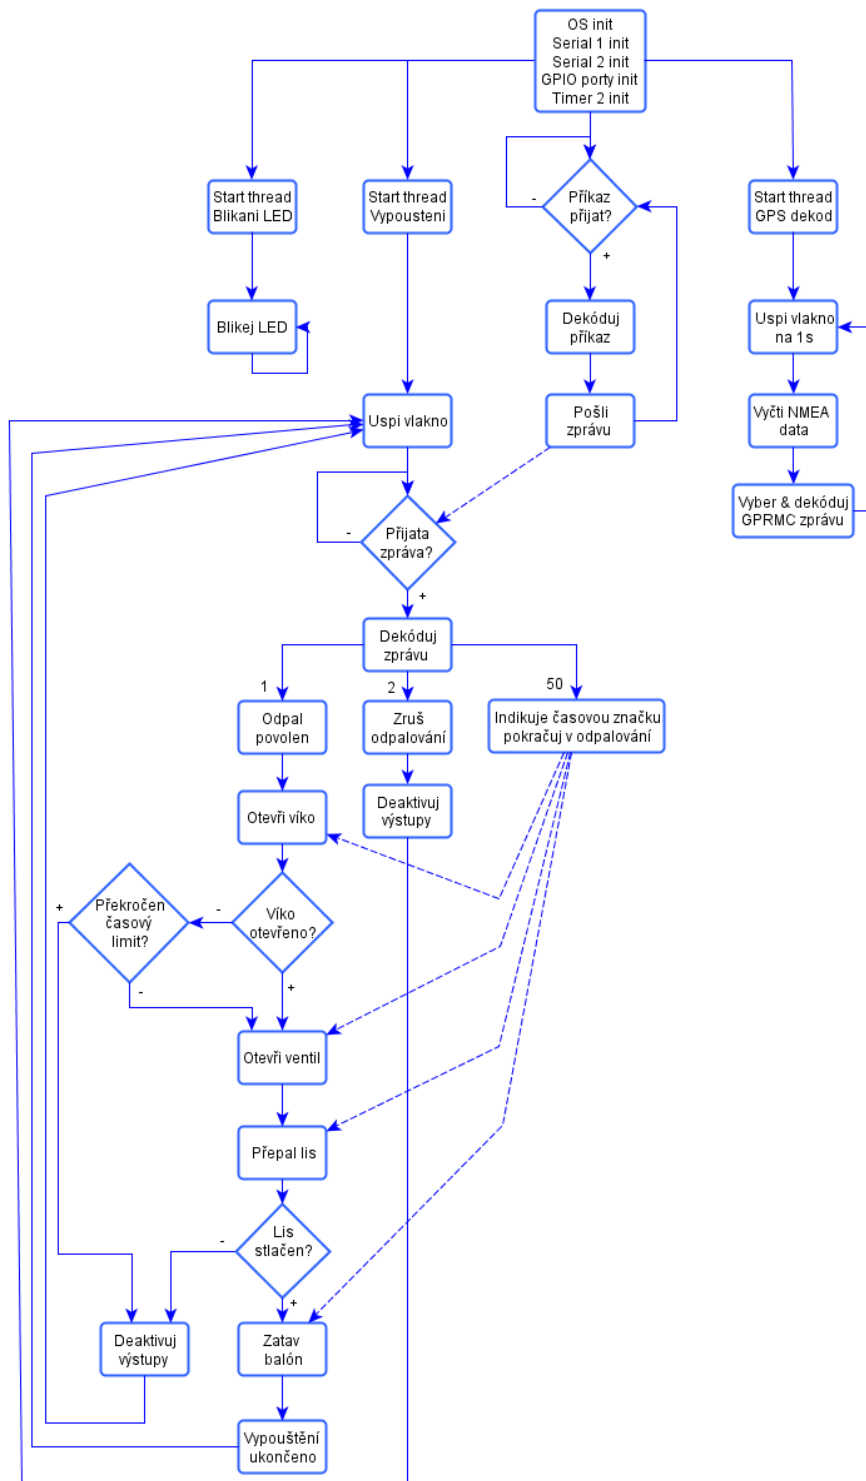 OS init
Serial 1 init
Serial 2 init
GPIO porty init
Timer 2 init
Start thread
Blikani LED
Start thread
Vypousteni
-
Příkaz
přijat?
+
Start thread
GPS dekod
Blikej LED
Dekóduj
příkaz
Uspi vlakno
na 1s
Uspi vlakno
Pošli
zprávu
Vyčti NMEA
data
Vyber & dekóduj
GPRMC zprávu
-
Přijata
zpráva?
+
Dekóduj
zprávu
1
2
50
Odpal
povolen
Zruš
odpalování
Indikuje časovou značku
pokračuj v odpalování
Otevři víko
Deaktivuj
výstupy
+
Překročen
časový
limit?
-
-
Víko
otevřeno?
+
Otevři ventil
Přepal lis
-
Lis
stlačen?
+
Deaktivuj
výstupy
Zatav
balón
Vypouštění
ukončeno